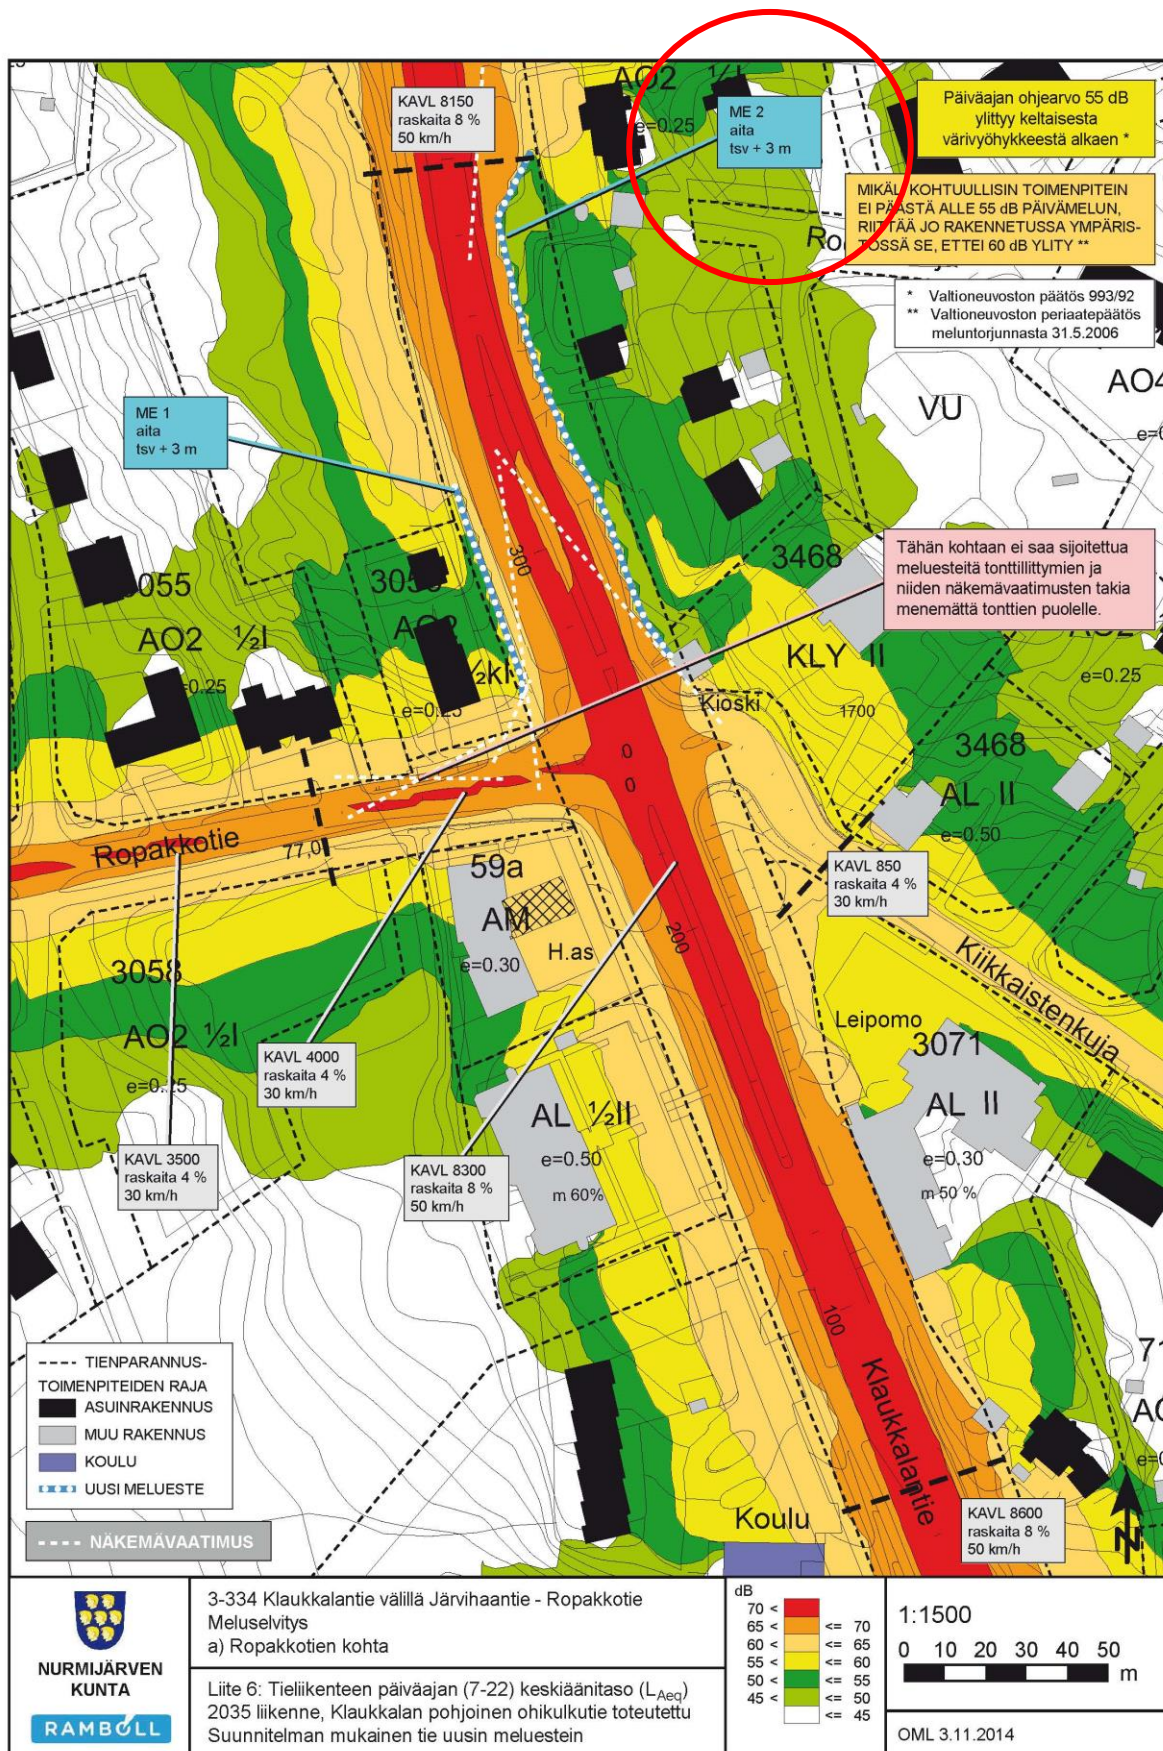 AO2 ½I
e=0.25
KAVL 8150
raskaita 8 %
50 km/h
ME 2
aita
tsv + 3 m
Päiväajan ohjearvo 55 dB
ylittyy keltaisesta
värivyöhykkeestä alkaen *
MIKÄL KOHTUULLISIN TOIMENPITEIN
EI PÄÄSTÄ ALLE 55 dB PÄIVÄMELUN,
RIITTÄÄ JO RAKENNETUSSA YMPÄRIS-
TÖSSÄ SE, ETTEI 60 dB YLITY **
* Valtioneuvoston päätös 993/92
** Valtioneuvoston periaatepäätös
meluntorjunnasta 31.5.2006
AO4
VU
ME 1
aita
tsv + 3 m
300
3468
Tähän kohtaan ei saa sijoitettua
meluesteitä tonttillittymien ja
niiden näkemävaatimusten takia
menemättä tonttien puolelle.
3055
AO2 ½I
e=0.25
KLY II
e=0.25
Kioski
1700
3468
AL II
e=0.50
0
0
Ropakkotie
77,0
59a
AM
e=0.30
H.as
200
KAVL 850
raskaita 4 %
30 km/h
Kiikkaistenkuja
3058
AO2 ½I
e=0.25
Leipomo
3071
AL II
e=0.30
m 50 %
KAVL 4000
raskaita 4 %
30 km/h
AL ½II
e=0.50
m 60%
KAVL 3500
raskaita 4 %
30 km/h
KAVL 8300
raskaita 8 %
50 km/h
100
Klaukkalantie
Koulu
KAVL 8600
raskaita 8 %
50 km/h
N
TIENPARANNUS-
TOIMENPITEIDEN RAJA
ASUINRAKENNUS
MUU RAKENNUS
KOULU
UUSI MELUESTE
NÄKEMÄVAATIMUS
NURMIJÄRVEN
KUNTA
RAMBOLL
3-334 Klaukkalantie välillä Järvihaantie - Ropakkotie
Meluselvitys
a) Ropakkotien kohta
Liite 6: Tieliikenteen päiväajan (7-22) keskiäänitaso (LAeq)
2035 liikenne, Klaukkalan pohjoinen ohikulkutie toteutettu
Suunnitelman mukainen tie uusin meluestein
dB
70 <
65 < <= 70
60 < <= 65
55 < <= 60
50 < <= 55
45 < <= 50
<= 45
1:1500
0 10 20 30 40 50
m
OML 3.11.2014